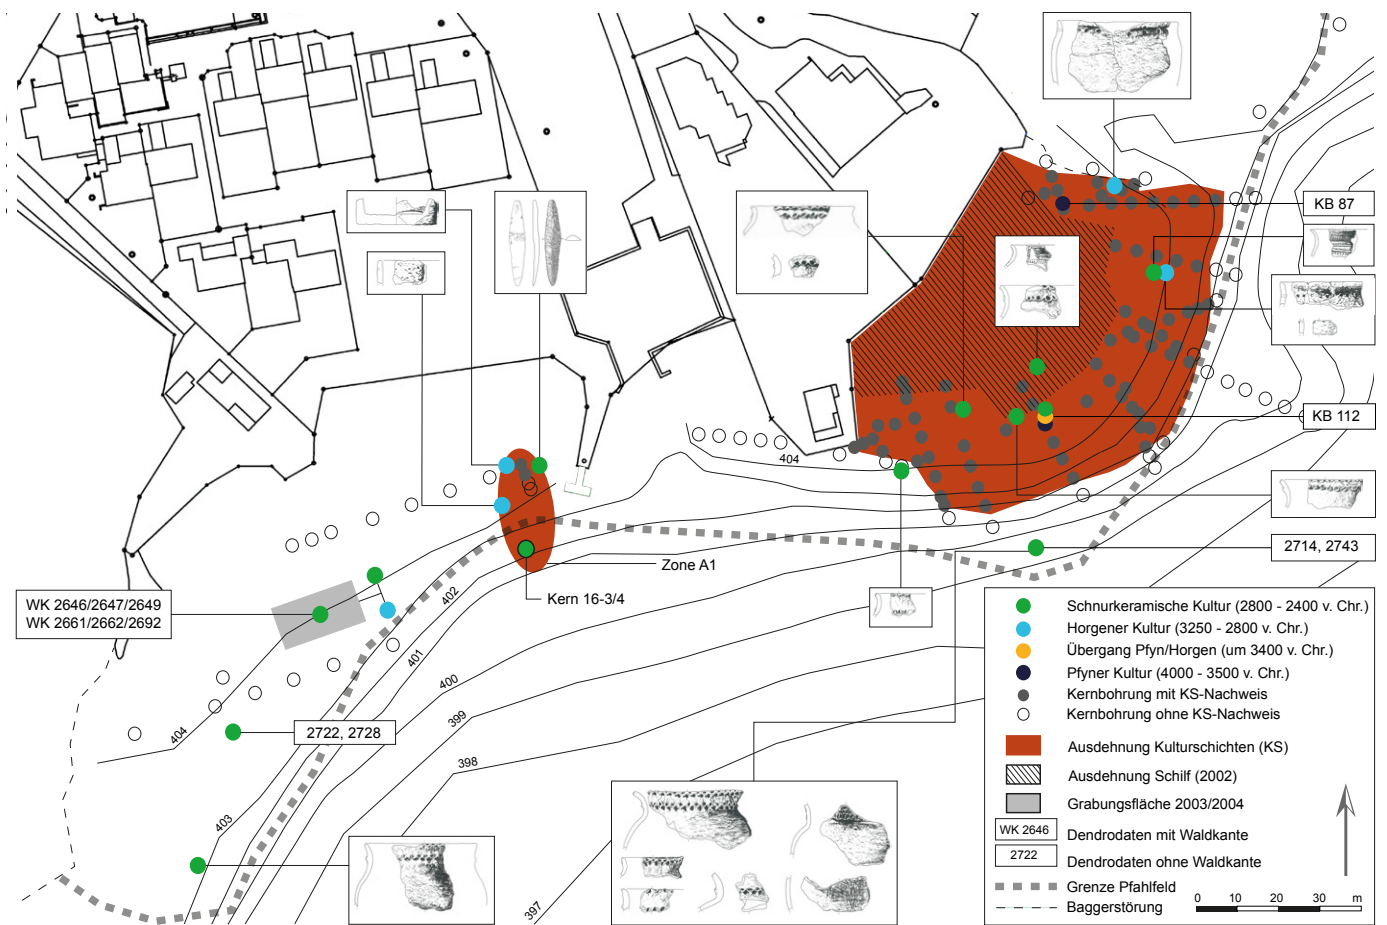 KB 87
KB 112
404
2714, 2743
Zone A1
Kern 16-3/4
402
401
400
399
398
397
404
403
WK 2646/2647/2649
WK 2661/2662/2692
2722, 2728
Schnurkeramische Kultur (2800 - 2400 v. Chr.)
Horgener Kultur (3250 - 2800 v. Chr.)
Übergang Pfyn/Horgen (um 3400 v. Chr.)
Pfyner Kultur (4000 - 3500 v. Chr.)
Kernbohrung mit KS-Nachweis
Kernbohrung ohne KS-Nachweis
Ausdehnung Kulturschichten (KS)
Ausdehnung Schilf (2002)
Grabungsfläche 2003/2004
WK 2646 Dendrodaten mit Waldkante
2722 Dendrodaten ohne Waldkante
Grenze Pfahlfeld
Baggerstörung
0 10 20 30 m